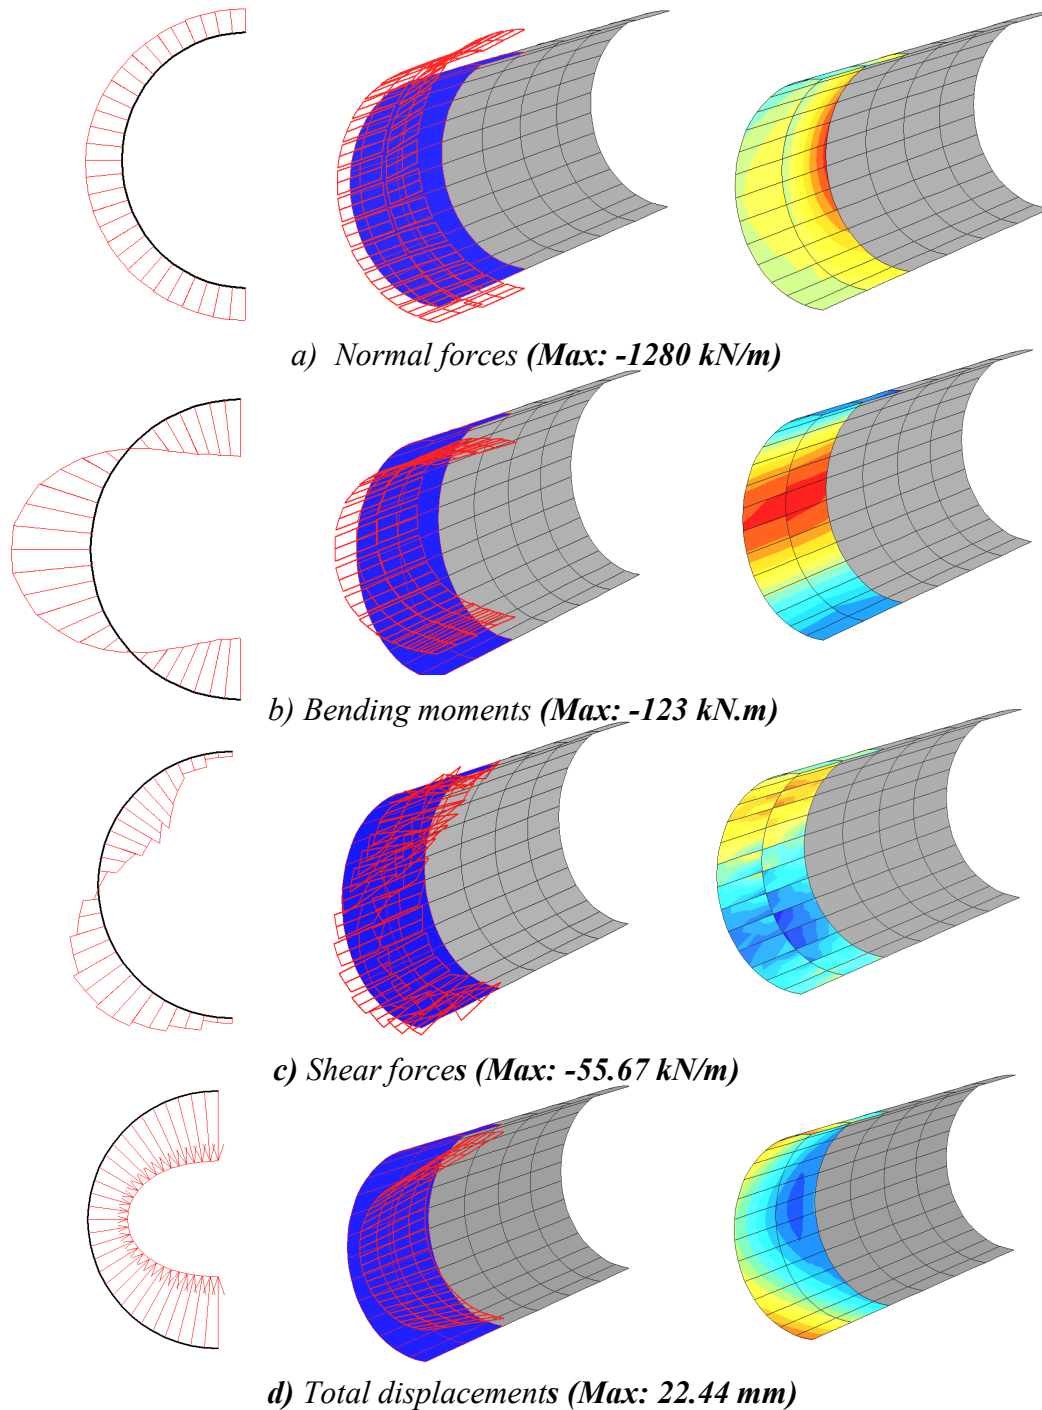 a) Normal forces (Max: -1280 kN/m)
b) Bending moments (Max: -123 kN.m)
c) Shear forces (Max: -55.67 kN/m)
d) Total displacements (Max: 22.44 mm)